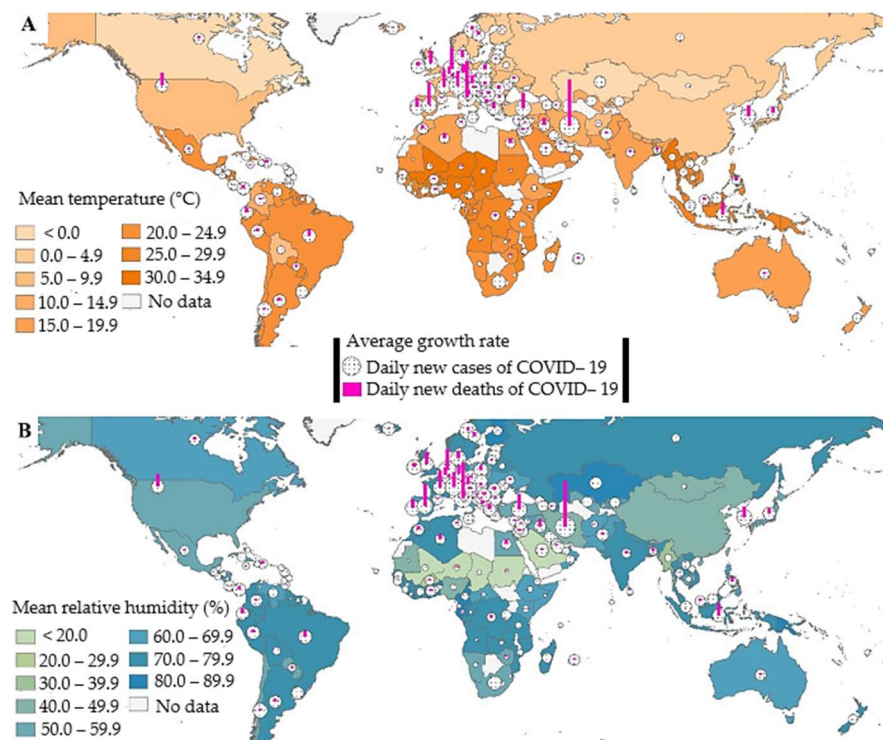 A
Mean temperature (°C)
< 0.0
0.0 – 4.9
5.0 – 9.9
10.0 – 14.9
15.0 – 19.9
20.0 – 24.9
25.0 – 29.9
30.0 – 34.9
No data
Average growth rate
Daily new cases of COVID– 19
Daily new deaths of COVID– 19
B
Mean relative humidity (%)
< 20.0
20.0 – 29.9
30.0 – 39.9
40.0 – 49.9
50.0 – 59.9
60.0 – 69.9
70.0 – 79.9
80.0 – 89.9
No data